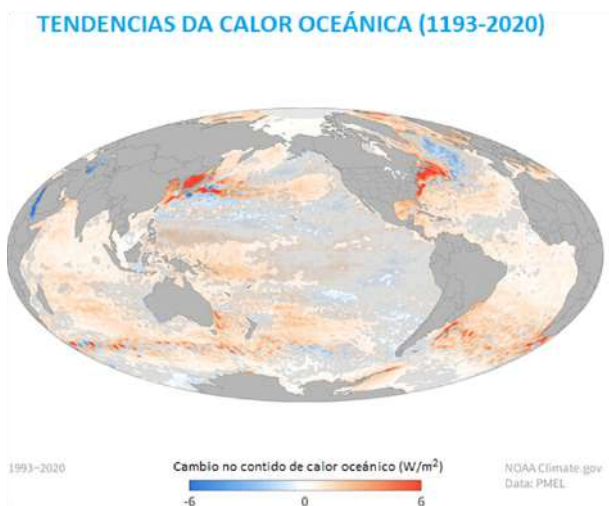 TENDENCIAS DA CALOR OCEÁNICA (1193-2020)
1993−2020
Cambio no contido de calor oceánico (W/m²)
NOAA Climate.gov
Data: PMEL
-6
0
6